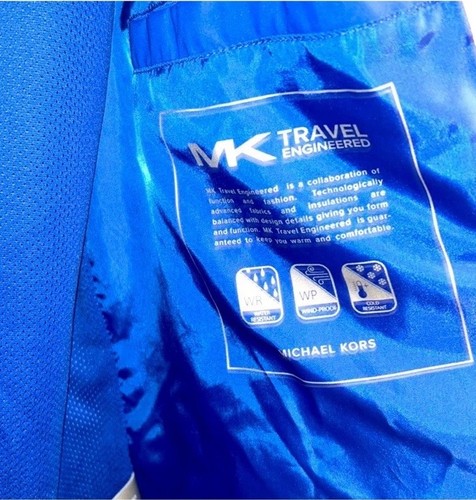 MK TRAVEL
ENGINEERED
MK Travel Engineered is a collaboration of
function and fashion. Technologically
advanced fabrics and insulations are
balanced with design details giving you form
and function. MK Travel Engineered is guar-
anteed to keep you warm and comfortable.
WR WP
WATER
RESISTANT
WIND-PROOF
COLD
RESISTANT
MICHAEL KORS